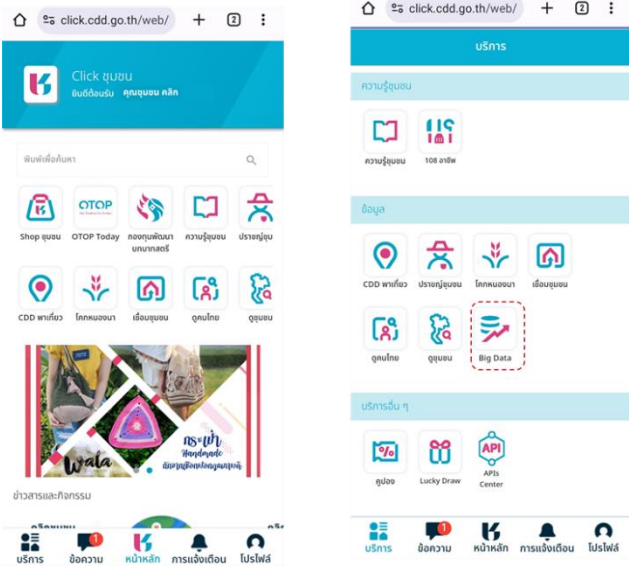 click.cdd.go.th/web/
2
Click ชุมชน
ยินดีต้อนรับ คุณชุมชน คลิก
พิมพ์เพื่อค้นหา
Shop ชุมชน
OTOP
OTOP Today
กองทุนพัฒนา
บทบาทสตรี
ความรู้ชุมชน
ปราชญ์ชุม
CDD พาเที่ยว
โคกหนองนา
เชื่อมชุมชน
ดูคนไทย
ดูชุมชน
wala
กระเป๋า
Handmade
ข่าวสารและกิจกรรม
1
บริการ
ข้อความ
หน้าหลัก
การแจ้งเตือน
โปรไฟล์
click.cdd.go.th/web/
2
บริการ
ความรู้ชุมชน
ความรู้ชุมชน
108 อาชีพ
ข้อมูล
CDD พาเที่ยว
ปราชญ์ชุมชน
โคกหนองนา
เชื่อมชุมชน
ดูคนไทย
ดูชุมชน
Big Data
บริการอื่น ๆ
%
API
คูปอง
Lucky Draw
APIs
Center
1
บริการ
ข้อความ
หน้าหลัก
การแจ้งเตือน
โปรไฟล์